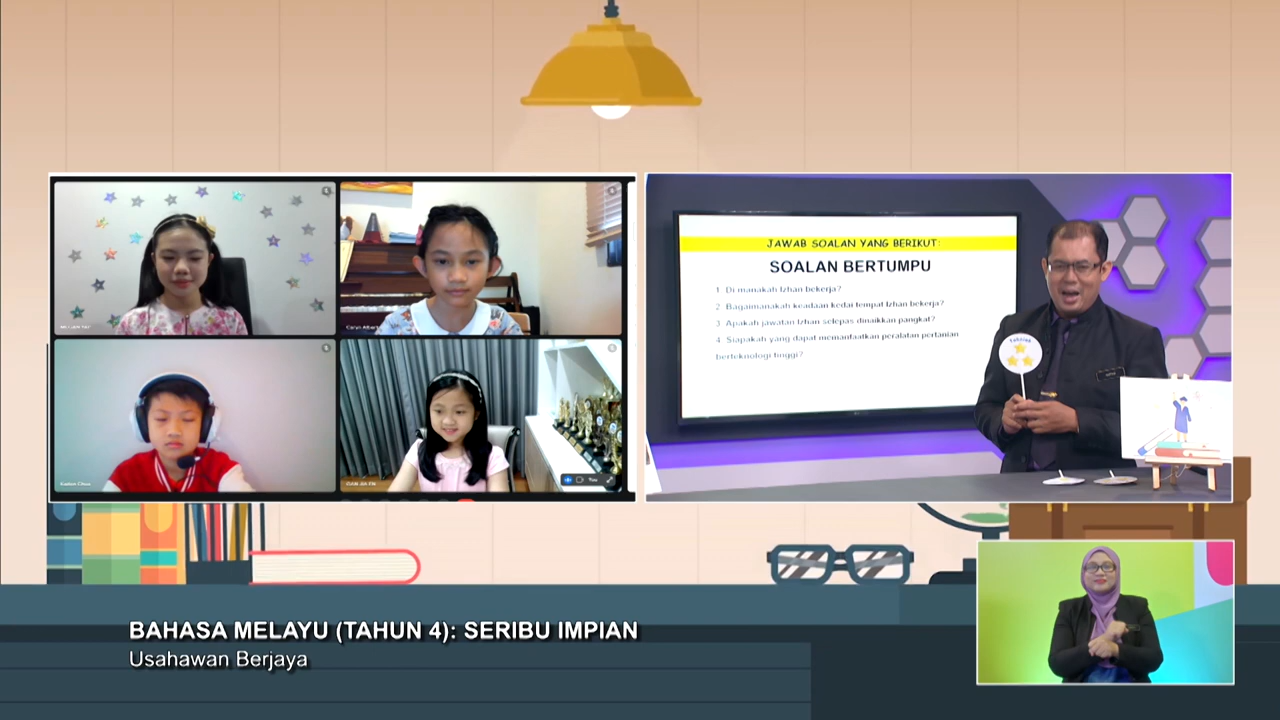 JAWAB SOALAN YANG BERIKUT:
SOALAN BERTUMPU
1. Di manakah Izhan bekerja?
2. Bagaimanakah keadaan kedai tempat Izhan bekerja?
3. Apakah jawatan Izhan selepas dinaikkan pangkat?
4. Siapakah yang dapat memanfaatkan peralatan pertanian
berteknologi tinggi?
BAHASA MELAYU (TAHUN 4): SERIBU IMPIAN
Usahawan Berjaya